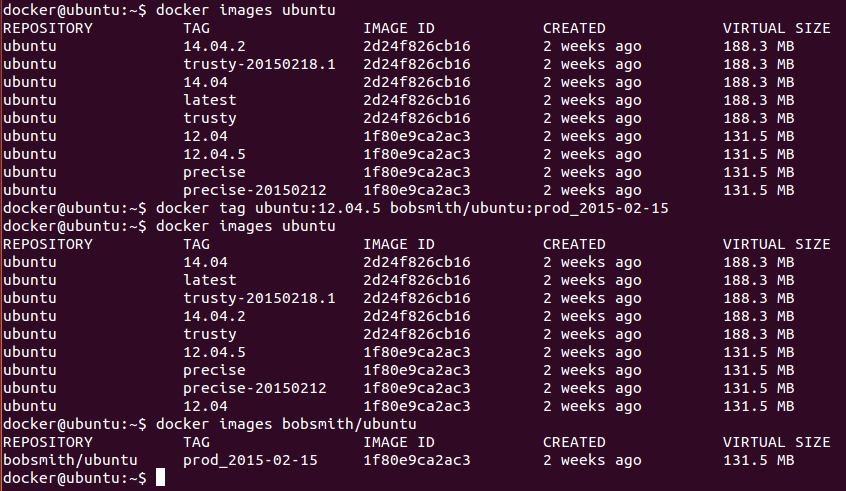 docker@ubuntu:~$ docker images ubuntu
REPOSITORY          TAG                 IMAGE ID            CREATED             VIRTUAL SIZE
ubuntu              14.04.2             2d24f826cb16        2 weeks ago         188.3 MB
ubuntu              trusty-20150218.1   2d24f826cb16        2 weeks ago         188.3 MB
ubuntu              14.04               2d24f826cb16        2 weeks ago         188.3 MB
ubuntu              latest              2d24f826cb16        2 weeks ago         188.3 MB
ubuntu              trusty              2d24f826cb16        2 weeks ago         188.3 MB
ubuntu              12.04               1f80e9ca2ac3        2 weeks ago         131.5 MB
ubuntu              12.04.5             1f80e9ca2ac3        2 weeks ago         131.5 MB
ubuntu              precise             1f80e9ca2ac3        2 weeks ago         131.5 MB
ubuntu              precise-20150212    1f80e9ca2ac3        2 weeks ago         131.5 MB
docker@ubuntu:~$ docker tag ubuntu:12.04.5 bobsmith/ubuntu:prod_2015-02-15
docker@ubuntu:~$ docker images ubuntu
REPOSITORY          TAG                 IMAGE ID            CREATED             VIRTUAL SIZE
ubuntu              14.04               2d24f826cb16        2 weeks ago         188.3 MB
ubuntu              latest              2d24f826cb16        2 weeks ago         188.3 MB
ubuntu              trusty-20150218.1   2d24f826cb16        2 weeks ago         188.3 MB
ubuntu              14.04.2             2d24f826cb16        2 weeks ago         188.3 MB
ubuntu              trusty              2d24f826cb16        2 weeks ago         188.3 MB
ubuntu              12.04.5             1f80e9ca2ac3        2 weeks ago         131.5 MB
ubuntu              precise             1f80e9ca2ac3        2 weeks ago         131.5 MB
ubuntu              precise-20150212    1f80e9ca2ac3        2 weeks ago         131.5 MB
ubuntu              12.04               1f80e9ca2ac3        2 weeks ago         131.5 MB
docker@ubuntu:~$ docker images bobsmith/ubuntu
REPOSITORY          TAG                 IMAGE ID            CREATED             VIRTUAL SIZE
bobsmith/ubuntu     prod_2015-02-15     1f80e9ca2ac3        2 weeks ago         131.5 MB
docker@ubuntu:~$